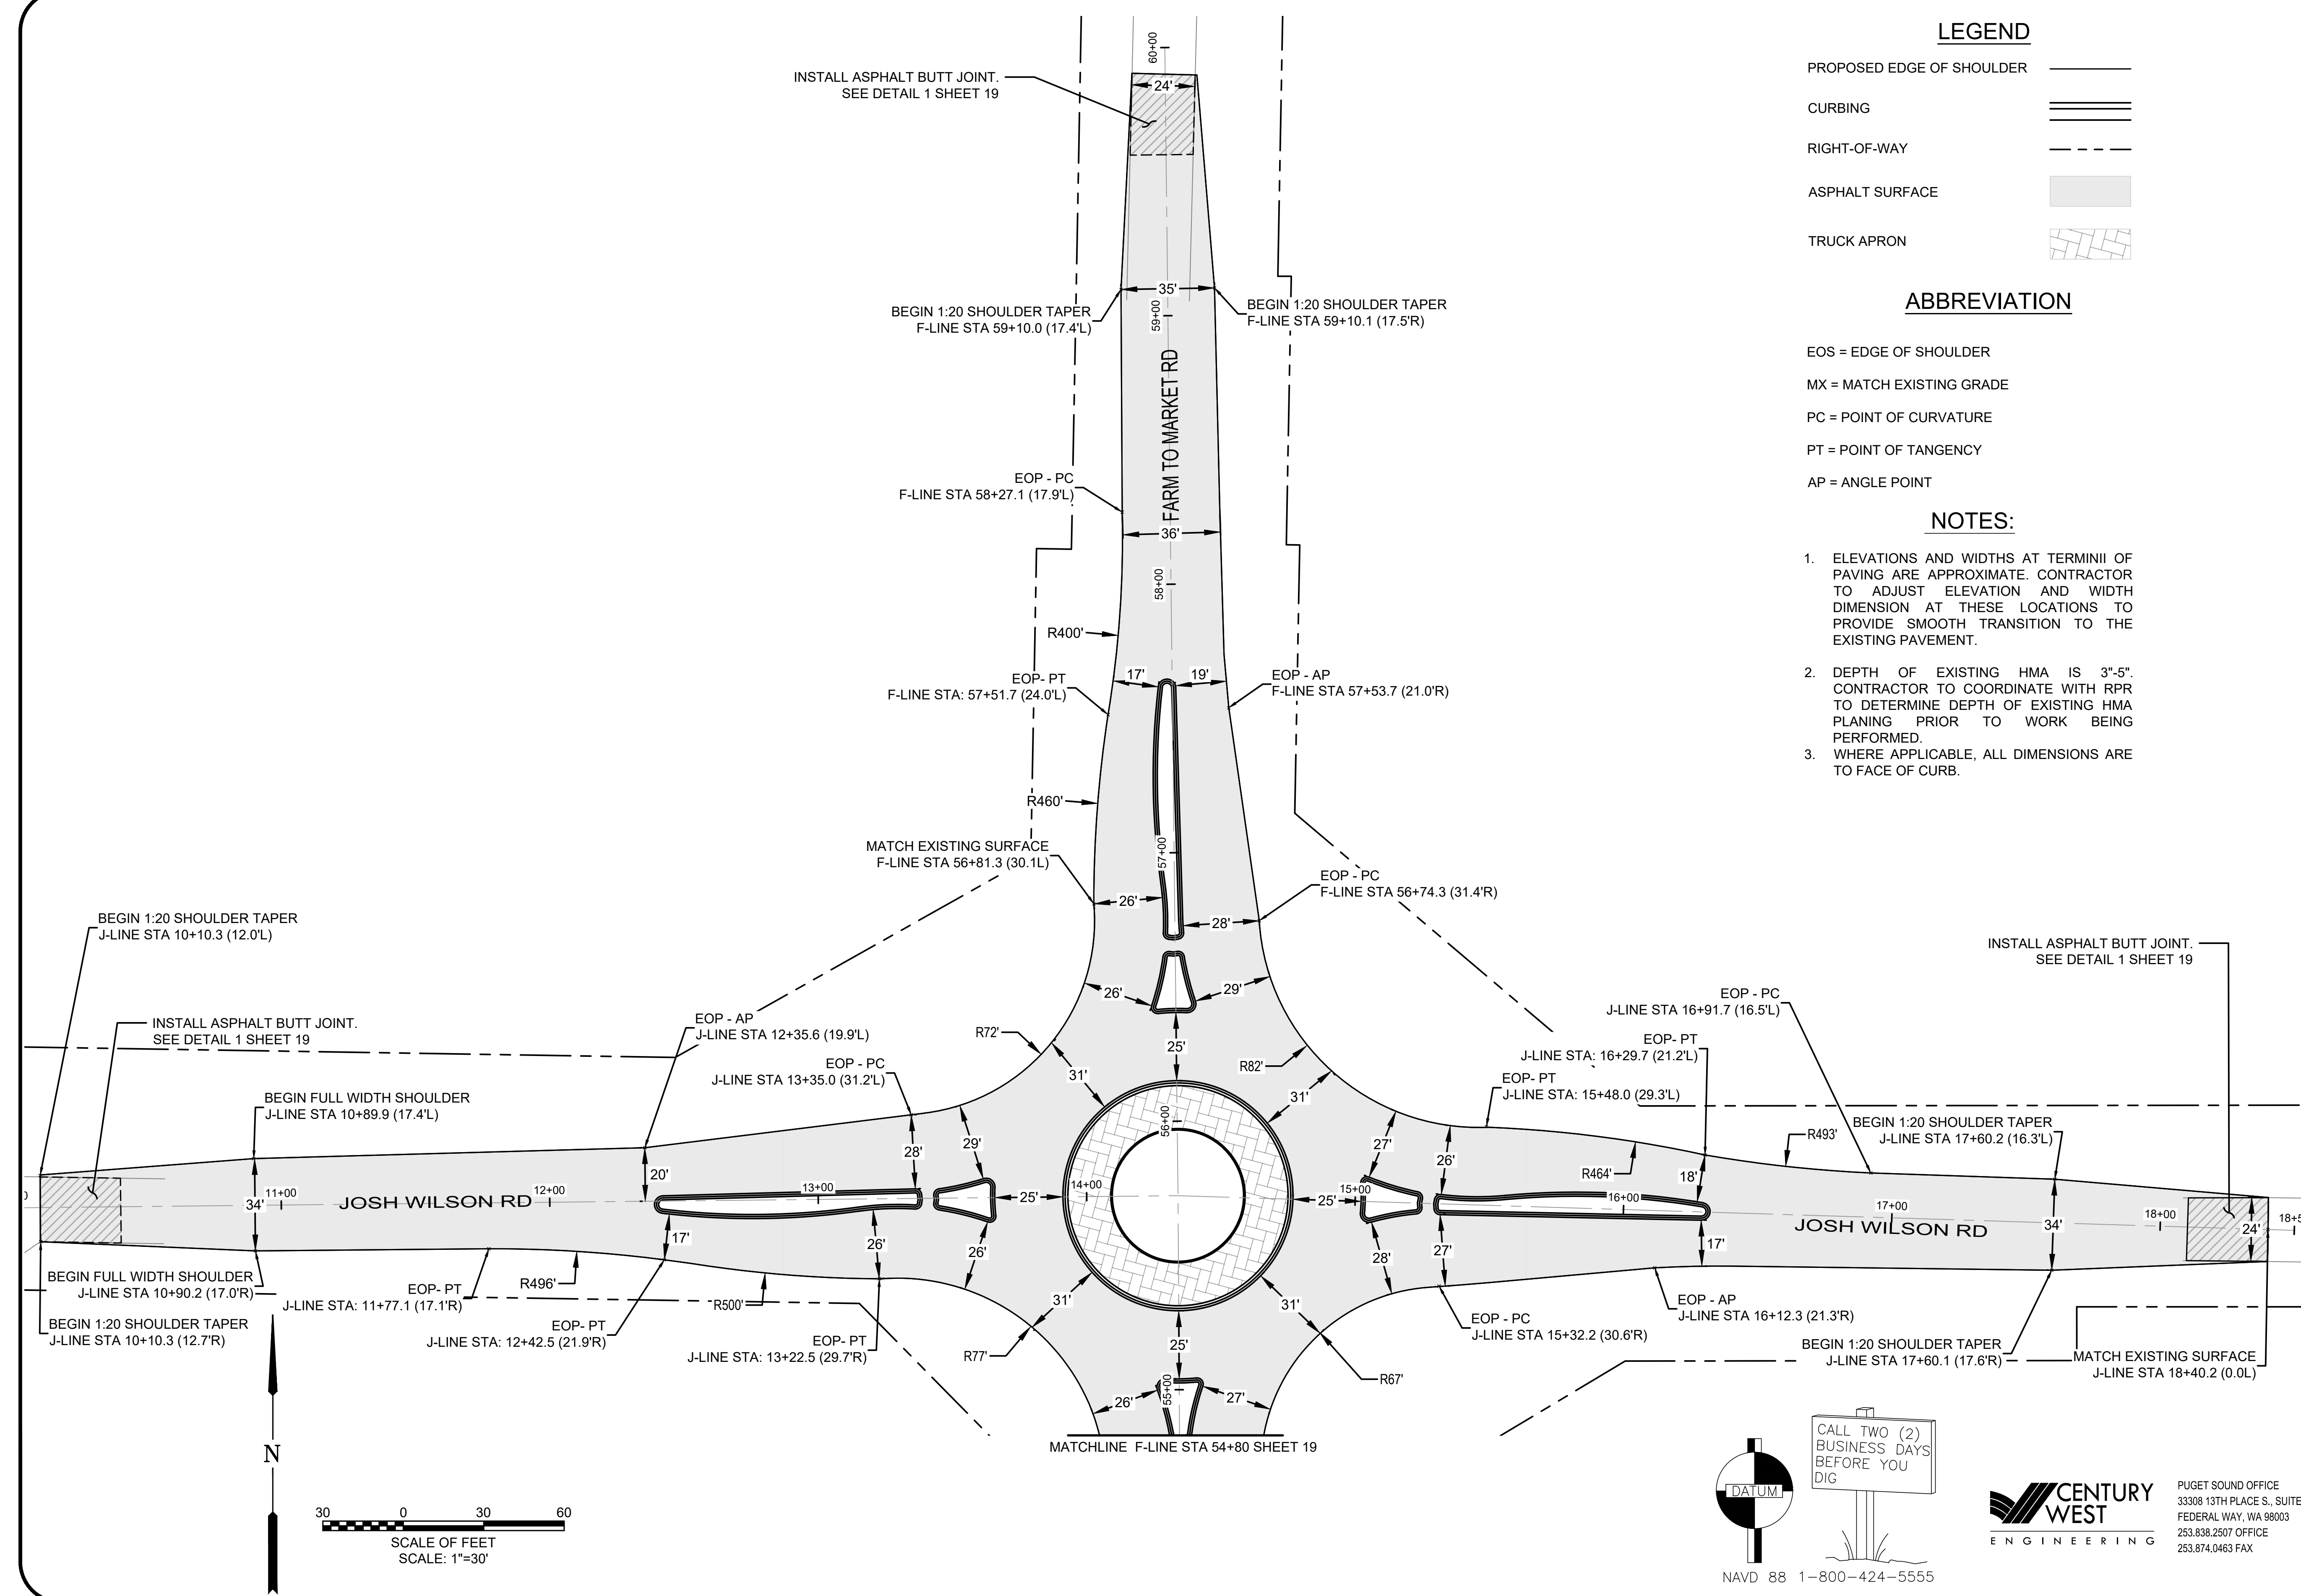 LEGEND
PROPOSED EDGE OF SHOULDER
CURBING
RIGHT-OF-WAY
ASPHALT SURFACE
TRUCK APRON
ABBREVIATION
EOS = EDGE OF SHOULDER
MX = MATCH EXISTING GRADE
PC = POINT OF CURVATURE
PT = POINT OF TANGENCY
AP = ANGLE POINT
NOTES:
1. ELEVATIONS AND WIDTHS AT TERMINII OF
PAVING ARE APPROXIMATE. CONTRACTOR
TO ADJUST ELEVATION AND WIDTH
DIMENSION AT THESE LOCATIONS TO
PROVIDE SMOOTH TRANSITION TO THE
EXISTING PAVEMENT.
2. DEPTH OF EXISTING HMA IS 3"-5".
CONTRACTOR TO COORDINATE WITH RPR
TO DETERMINE DEPTH OF EXISTING HMA
PLANING PRIOR TO WORK BEING
PERFORMED.
3. WHERE APPLICABLE, ALL DIMENSIONS ARE
TO FACE OF CURB.
60+00
INSTALL ASPHALT BUTT JOINT.
SEE DETAIL 1 SHEET 19
24'
35'
BEGIN 1:20 SHOULDER TAPER
F-LINE STA 59+10.0 (17.4'L)
59+00
BEGIN 1:20 SHOULDER TAPER
F-LINE STA 59+10.1 (17.5'R)
FARM TO MARKET RD
EOP - PC
F-LINE STA 58+27.1 (17.9'L)
36'
58+00
R400'
EOP- PT
F-LINE STA: 57+51.7 (24.0'L)
17'
19'
EOP - AP
F-LINE STA 57+53.7 (21.0'R)
R460'
MATCH EXISTING SURFACE
F-LINE STA 56+81.3 (30.1L)
57+00
EOP - PC
F-LINE STA 56+74.3 (31.4'R)
26'
28'
26'
29'
25'
R72'
R82'
31'
31'
56+00
BEGIN 1:20 SHOULDER TAPER
J-LINE STA 10+10.3 (12.0'L)
INSTALL ASPHALT BUTT JOINT.
SEE DETAIL 1 SHEET 19
BEGIN FULL WIDTH SHOULDER
J-LINE STA 10+89.9 (17.4'L)
EOP - AP
J-LINE STA 12+35.6 (19.9'L)
EOP - PC
J-LINE STA 13+35.0 (31.2'L)
28'
29'
20'
0
34'
11+00
JOSH WILSON RD
12+00
13+00
25'
14+00
17'
26'
26'
BEGIN FULL WIDTH SHOULDER
J-LINE STA 10+90.2 (17.0'R)
BEGIN 1:20 SHOULDER TAPER
J-LINE STA 10+10.3 (12.7'R)
EOP- PT
J-LINE STA: 11+77.1 (17.1'R)
R496'
EOP- PT
J-LINE STA: 12+42.5 (21.9'R)
R500'
EOP- PT
J-LINE STA: 13+22.5 (29.7'R)
31'
R77'
31'
R67'
25'
55+00
26'
27'
MATCHLINE F-LINE STA 54+80 SHEET 19
INSTALL ASPHALT BUTT JOINT.
SEE DETAIL 1 SHEET 19
EOP - PC
J-LINE STA 16+91.7 (16.5'L)
EOP- PT
J-LINE STA: 16+29.7 (21.2'L)
EOP- PT
J-LINE STA: 15+48.0 (29.3'L)
BEGIN 1:20 SHOULDER TAPER
J-LINE STA 17+60.2 (16.3'L)
R493'
R464'
27'
26'
18'
25'
15+00
16+00
17+00
18+00
18+5
JOSH WILSON RD
34'
24'
28'
27'
17'
EOP - PC
J-LINE STA 15+32.2 (30.6'R)
EOP - AP
J-LINE STA 16+12.3 (21.3'R)
BEGIN 1:20 SHOULDER TAPER
J-LINE STA 17+60.1 (17.6'R)
MATCH EXISTING SURFACE
J-LINE STA 18+40.2 (0.0L)
N
30 0 30 60
SCALE OF FEET
SCALE: 1"=30'
DATUM
NAVD 88
CALL TWO (2)
BUSINESS DAYS
BEFORE YOU
DIG
1-800-424-5555
CENTURY
WEST
ENGINEERING
PUGET SOUND OFFICE
33308 13TH PLACE S., SUITE
FEDERAL WAY, WA 98003
253.838.2507 OFFICE
253.874.0463 FAX